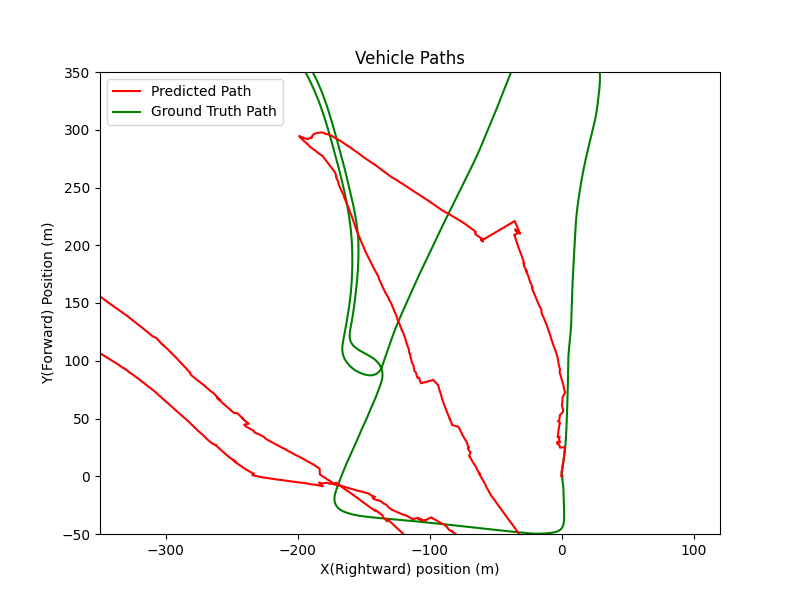 Vehicle Paths
Predicted Path
Ground Truth Path
350
300
250
200
150
100
50
0
−50
−300
−200
−100
0
100
Y(Forward) Position (m)
X(Rightward) position (m)